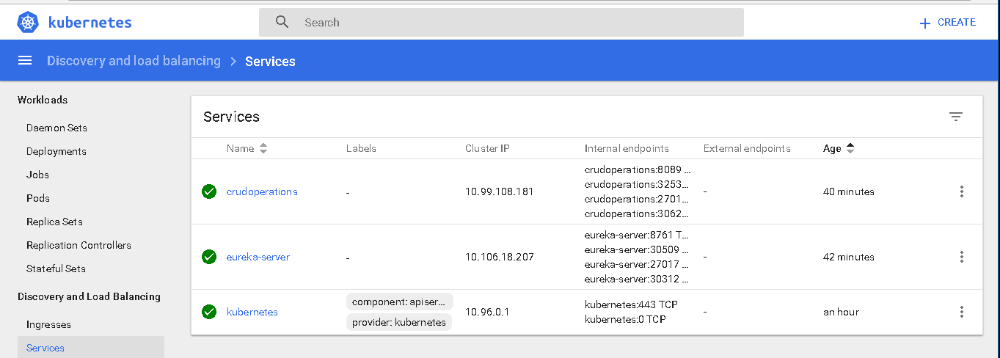 kubernetes
Search
CREATE
Discovery and load balancing > Services
Workloads
Daemon Sets
Deployments
Jobs
Pods
Replica Sets
Replication Controllers
Stateful Sets
Discovery and Load Balancing
Ingresses
Services
Services
Name Labels Cluster IP Internal endpoints External endpoints Age
crudoperations - 10.99.108.181 - 40 minutes
crudoperations:8089 ...
crudoperations:3253...
crudoperations:2701...
crudoperations:3062...
eureka-server - 10.106.18.207 - 42 minutes
eureka-server:8761 T...
eureka-server:30509 ...
eureka-server:27017 ...
eureka-server:30312 ...
kubernetes 10.96.0.1 - an hour
component: apiser...
provider: kubernetes
kubernetes:443 TCP
kubernetes:0 TCP